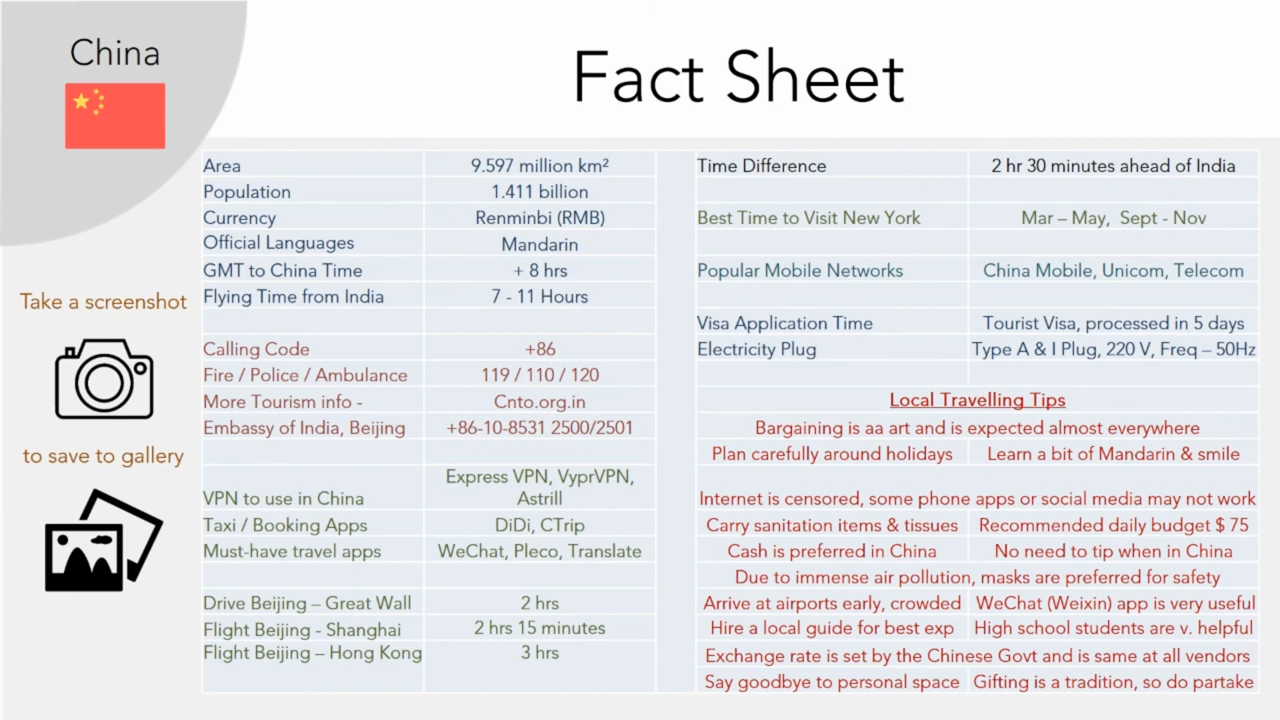 China
Fact Sheet
Take a screenshot
to save to gallery
Area 9.597 million km²
Population 1.411 billion
Currency Renminbi (RMB)
Official Languages Mandarin
GMT to China Time + 8 hrs
Flying Time from India 7 - 11 Hours
Calling Code +86
Fire / Police / Ambulance 119 / 110 / 120
More Tourism info - Cnto.org.in
Embassy of India, Beijing +86-10-8531 2500/2501
VPN to use in China Express VPN, VyprVPN,
Astrill
Taxi / Booking Apps DiDi, CTrip
Must-have travel apps WeChat, Pleco, Translate
Drive Beijing – Great Wall 2 hrs
Flight Beijing - Shanghai 2 hrs 15 minutes
Flight Beijing – Hong Kong 3 hrs
Time Difference 2 hr 30 minutes ahead of India
Best Time to Visit New York Mar – May, Sept - Nov
Popular Mobile Networks China Mobile, Unicom, Telecom
Visa Application Time Tourist Visa, processed in 5 days
Electricity Plug Type A & I Plug, 220 V, Freq – 50Hz
Local Travelling Tips
Bargaining is aa art and is expected almost everywhere
Plan carefully around holidays Learn a bit of Mandarin & smile
Internet is censored, some phone apps or social media may not work
Carry sanitation items & tissues Recommended daily budget $ 75
Cash is preferred in China No need to tip when in China
Due to immense air pollution, masks are preferred for safety
Arrive at airports early, crowded WeChat (Weixin) app is very useful
Hire a local guide for best exp High school students are v. helpful
Exchange rate is set by the Chinese Govt and is same at all vendors
Say goodbye to personal space Gifting is a tradition, so do partake